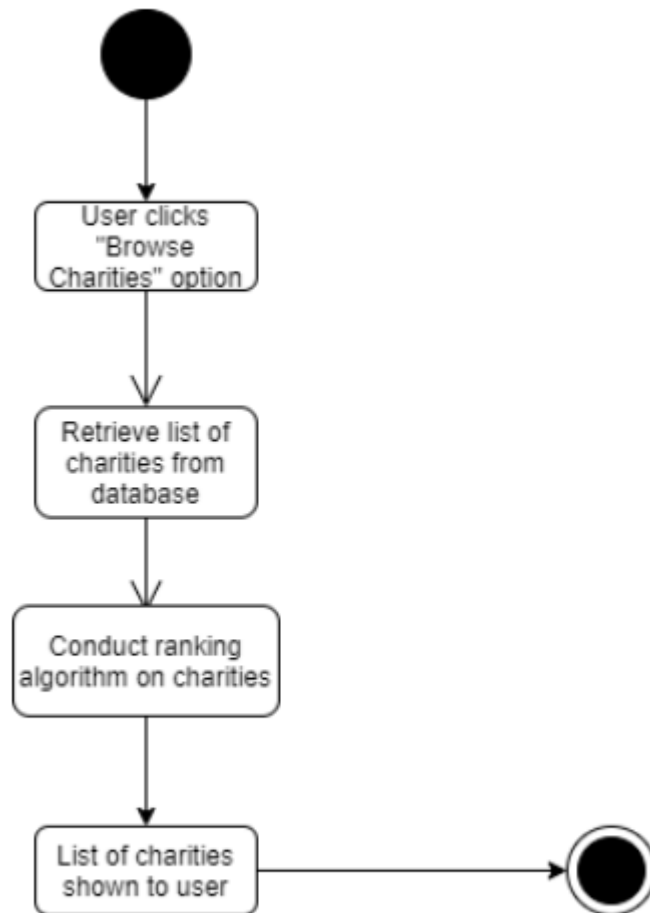 User clicks
"Browse
Charities" option
Retrieve list of
charities from
database
Conduct ranking
algorithm on charities
List of charities
shown to user